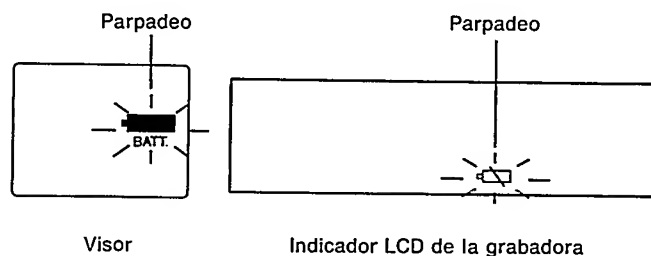 Parpadeo
Parpadeo
BATT.
Visor
Indicador LCD de la grabadora